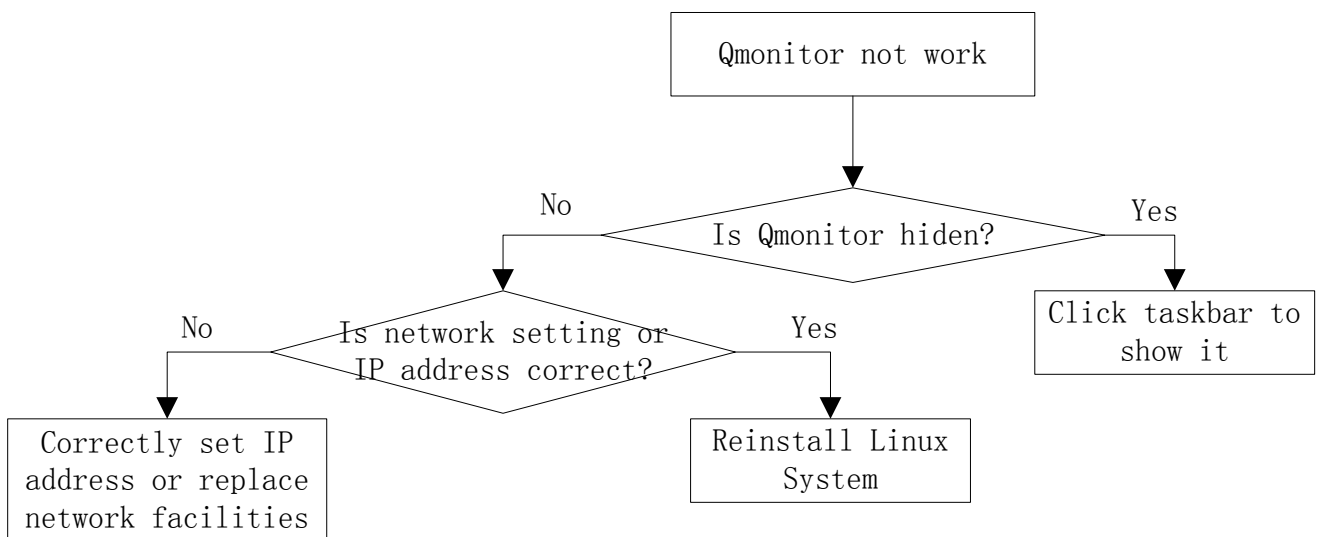 Qmonitor not work
No
Is Qmonitor hiden?
Yes
No
Is network setting or
IP address correct?
Yes
Click taskbar to
show it
Correctly set IP
address or replace
network facilities
Reinstall Linux
System